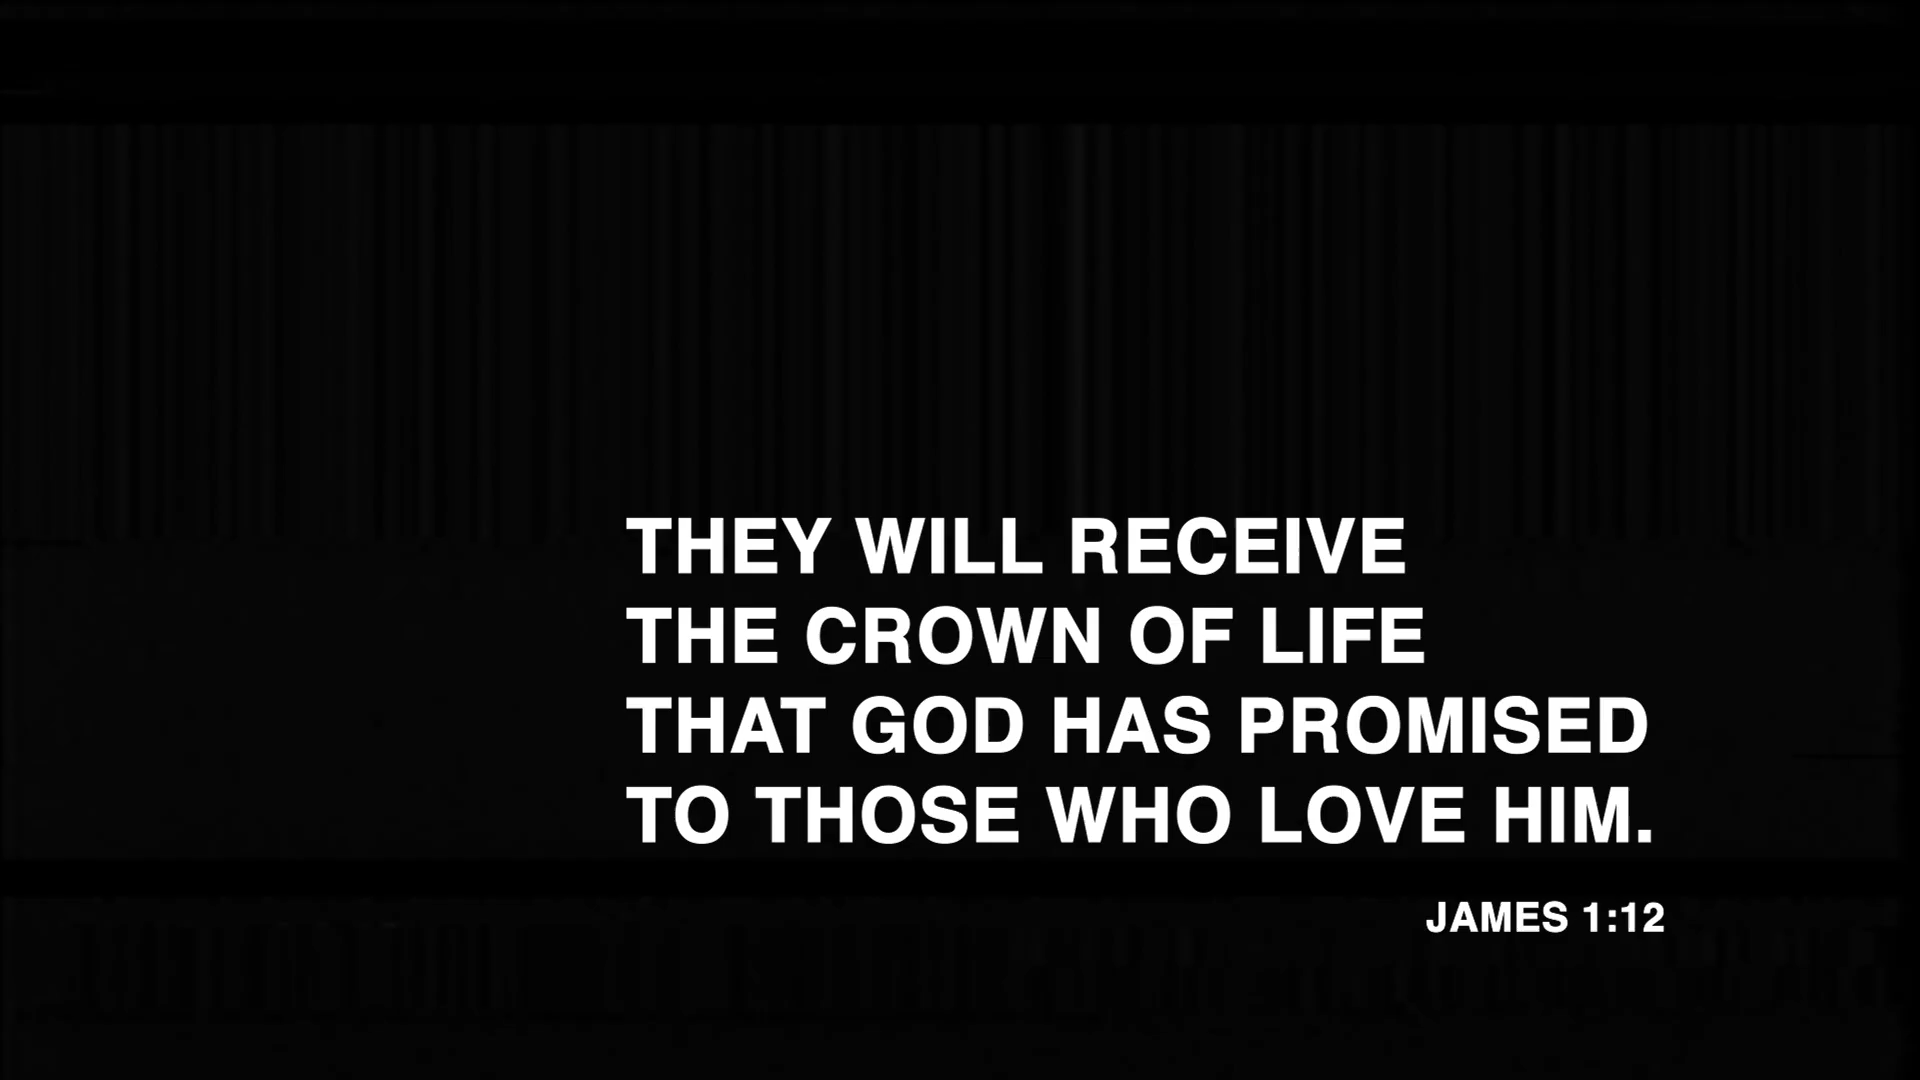 THEY WILL RECEIVE
THE CROWN OF LIFE
THAT GOD HAS PROMISED
TO THOSE WHO LOVE HIM.
JAMES 1:12